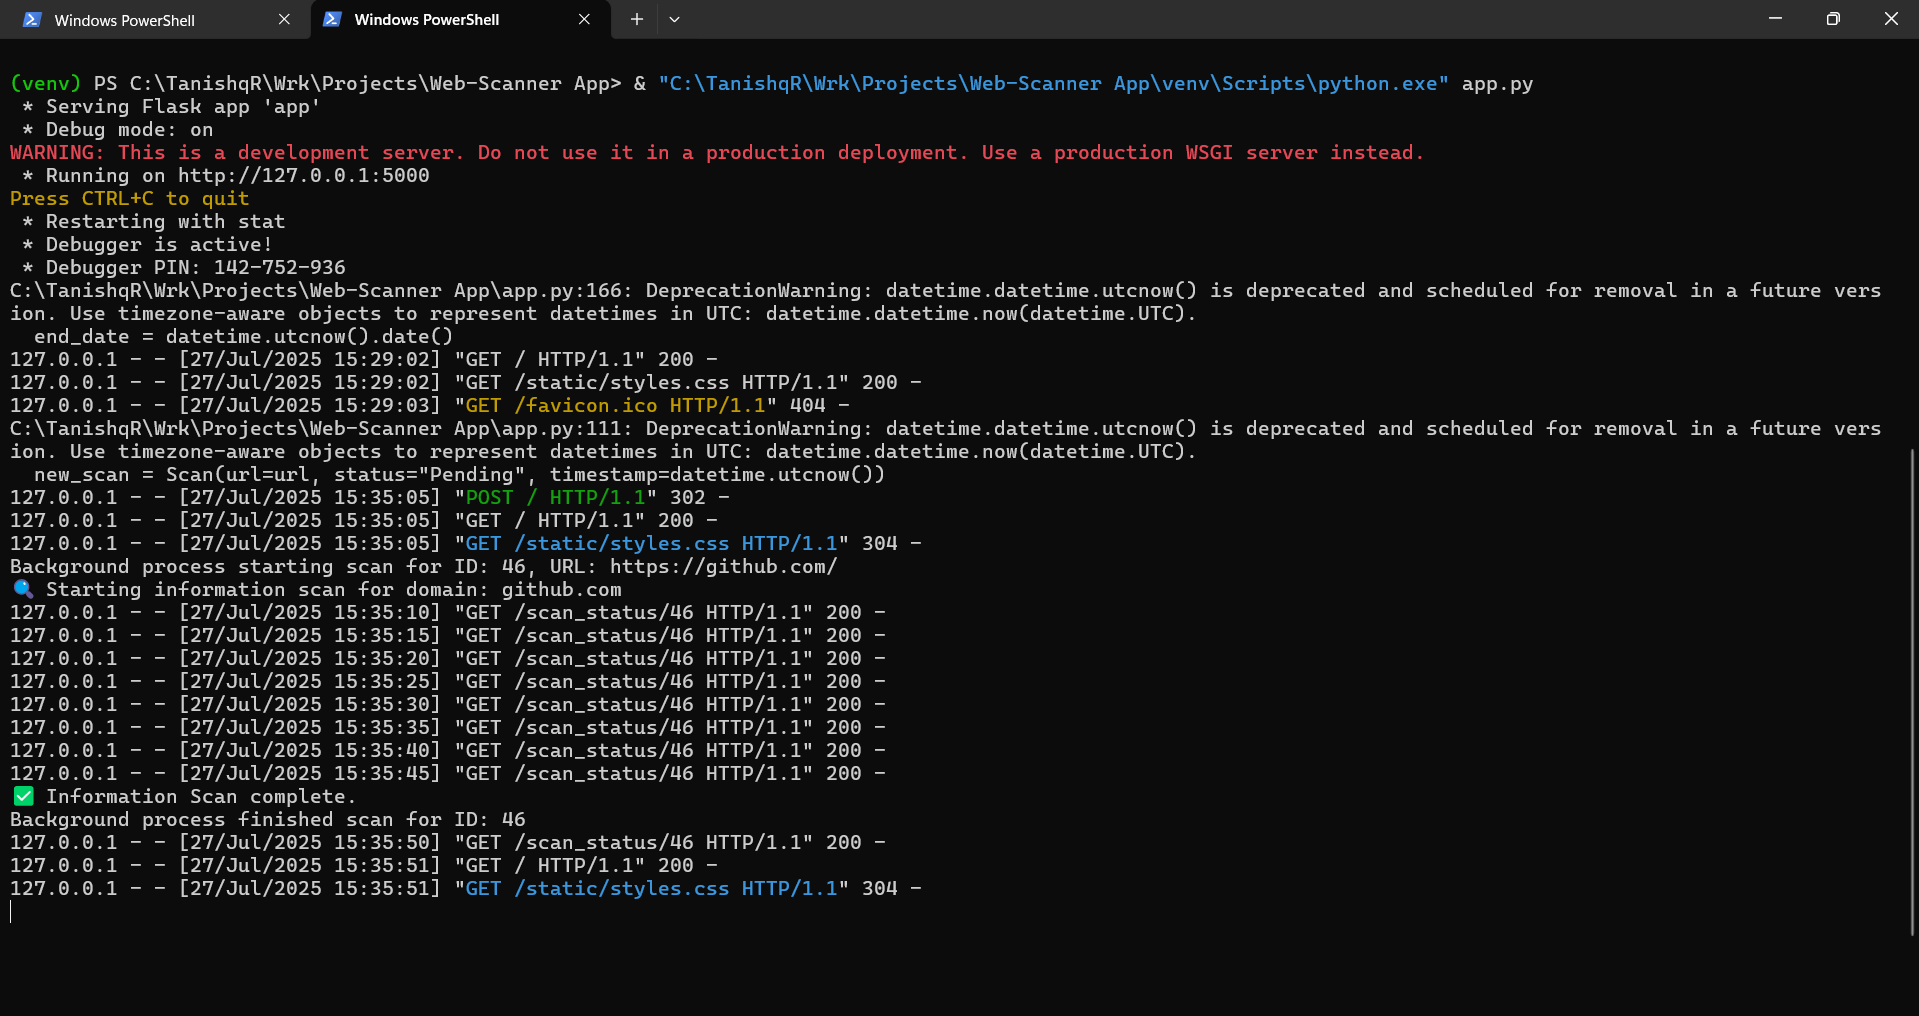 Windows PowerShell
Windows PowerShell
(venv) PS C:\TanishqR\Wrk\Projects\Web-Scanner App> & "C:\TanishqR\Wrk\Projects\Web-Scanner App\venv\Scripts\python.exe" app.py
 * Serving Flask app 'app'
 * Debug mode: on
WARNING: This is a development server. Do not use it in a production deployment. Use a production WSGI server instead.
 * Running on http://127.0.0.1:5000
Press CTRL+C to quit
 * Restarting with stat
 * Debugger is active!
 * Debugger PIN: 142-752-936
C:\TanishqR\Wrk\Projects\Web-Scanner App\app.py:166: DeprecationWarning: datetime.datetime.utcnow() is deprecated and scheduled for removal in a future vers
ion. Use timezone-aware objects to represent datetimes in UTC: datetime.datetime.now(datetime.UTC).
  end_date = datetime.utcnow().date()
127.0.0.1 - - [27/Jul/2025 15:29:02] "GET / HTTP/1.1" 200 -
127.0.0.1 - - [27/Jul/2025 15:29:02] "GET /static/styles.css HTTP/1.1" 200 -
127.0.0.1 - - [27/Jul/2025 15:29:03] "GET /favicon.ico HTTP/1.1" 404 -
C:\TanishqR\Wrk\Projects\Web-Scanner App\app.py:111: DeprecationWarning: datetime.datetime.utcnow() is deprecated and scheduled for removal in a future vers
ion. Use timezone-aware objects to represent datetimes in UTC: datetime.datetime.now(datetime.UTC).
  new_scan = Scan(url=url, status="Pending", timestamp=datetime.utcnow())
127.0.0.1 - - [27/Jul/2025 15:35:05] "POST / HTTP/1.1" 302 -
127.0.0.1 - - [27/Jul/2025 15:35:05] "GET / HTTP/1.1" 200 -
127.0.0.1 - - [27/Jul/2025 15:35:05] "GET /static/styles.css HTTP/1.1" 304 -
Background process starting scan for ID: 46, URL: https://github.com/
🔍 Starting information scan for domain: github.com
127.0.0.1 - - [27/Jul/2025 15:35:10] "GET /scan_status/46 HTTP/1.1" 200 -
127.0.0.1 - - [27/Jul/2025 15:35:15] "GET /scan_status/46 HTTP/1.1" 200 -
127.0.0.1 - - [27/Jul/2025 15:35:20] "GET /scan_status/46 HTTP/1.1" 200 -
127.0.0.1 - - [27/Jul/2025 15:35:25] "GET /scan_status/46 HTTP/1.1" 200 -
127.0.0.1 - - [27/Jul/2025 15:35:30] "GET /scan_status/46 HTTP/1.1" 200 -
127.0.0.1 - - [27/Jul/2025 15:35:35] "GET /scan_status/46 HTTP/1.1" 200 -
127.0.0.1 - - [27/Jul/2025 15:35:40] "GET /scan_status/46 HTTP/1.1" 200 -
127.0.0.1 - - [27/Jul/2025 15:35:45] "GET /scan_status/46 HTTP/1.1" 200 -
✅ Information Scan complete.
Background process finished scan for ID: 46
127.0.0.1 - - [27/Jul/2025 15:35:50] "GET /scan_status/46 HTTP/1.1" 200 -
127.0.0.1 - - [27/Jul/2025 15:35:51] "GET / HTTP/1.1" 200 -
127.0.0.1 - - [27/Jul/2025 15:35:51] "GET /static/styles.css HTTP/1.1" 304 -